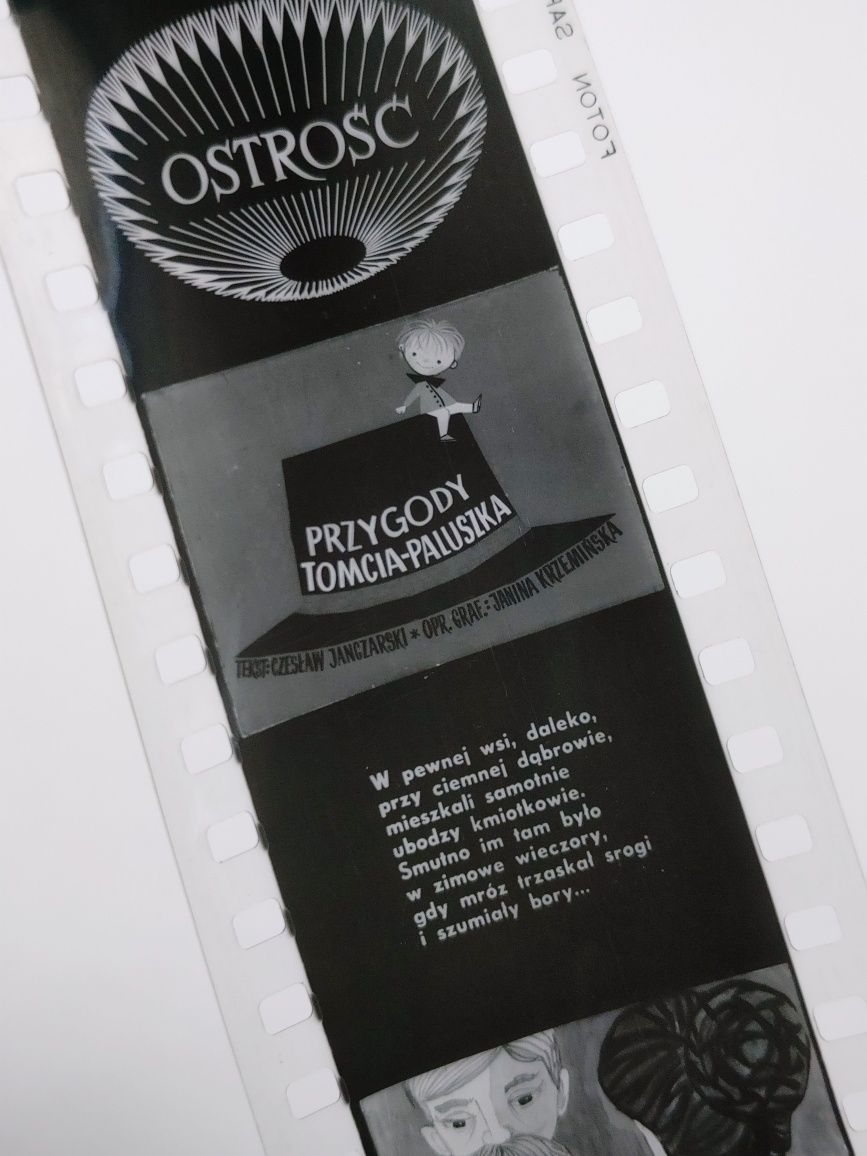 FOTON SAP
OSTROŚĆ
PRZYGODY
TOMCIA-PALUSZKA
TEKST: CZESŁAW JANCZARSKI * OPR. GRAF.: JANINA KRZEMIŃSKA
W pewnej wsi, daleko,
przy ciemnej dąbrowie,
mieszkali samotnie
ubodzy kmiotkowie.
Smutno im tam było
w zimowe wieczory,
gdy mróz trzaskał srogi
i szumiały bory...